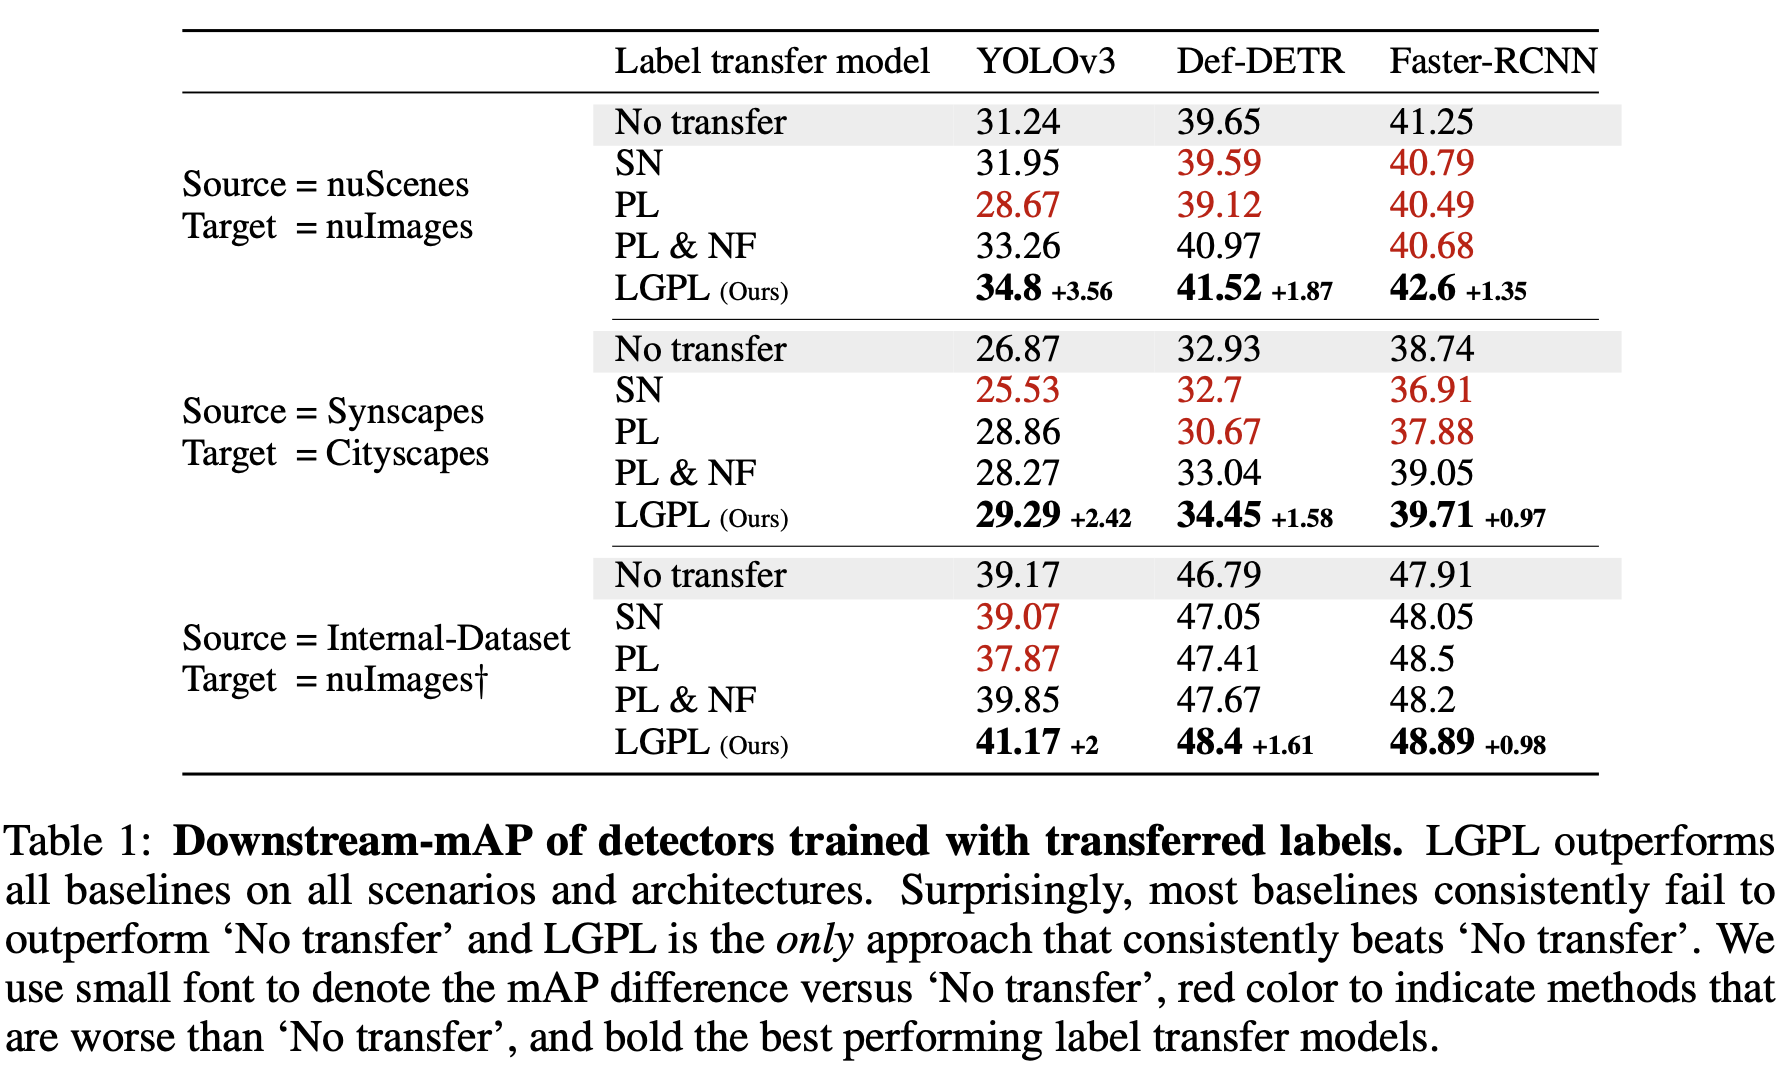 Label transfer model YOLOv3 Def-DETR Faster-RCNN
No transfer 31.24 39.65 41.25
SN 31.95 39.59 40.79
Source = nuScenes
PL 28.67 39.12 40.49
Target = nuImages
PL & NF 33.26 40.97 40.68
LGPL (Ours) 34.8 +3.56 41.52 +1.87 42.6 +1.35
No transfer 26.87 32.93 38.74
SN 25.53 32.7 36.91
Source = Synscapes
PL 28.86 30.67 37.88
Target = Cityscapes
PL & NF 28.27 33.04 39.05
LGPL (Ours) 29.29 +2.42 34.45 +1.58 39.71 +0.97
No transfer 39.17 46.79 47.91
SN 39.07 47.05 48.05
Source = Internal-Dataset
PL 37.87 47.41 48.5
Target = nuImages†
PL & NF 39.85 47.67 48.2
LGPL (Ours) 41.17 +2 48.4 +1.61 48.89 +0.98
Table 1: Downstream-mAP of detectors trained with transferred labels. LGPL outperforms
all baselines on all scenarios and architectures. Surprisingly, most baselines consistently fail to
outperform ‘No transfer’ and LGPL is the only approach that consistently beats ‘No transfer’. We
use small font to denote the mAP difference versus ‘No transfer’, red color to indicate methods that
are worse than ‘No transfer’, and bold the best performing label transfer models.